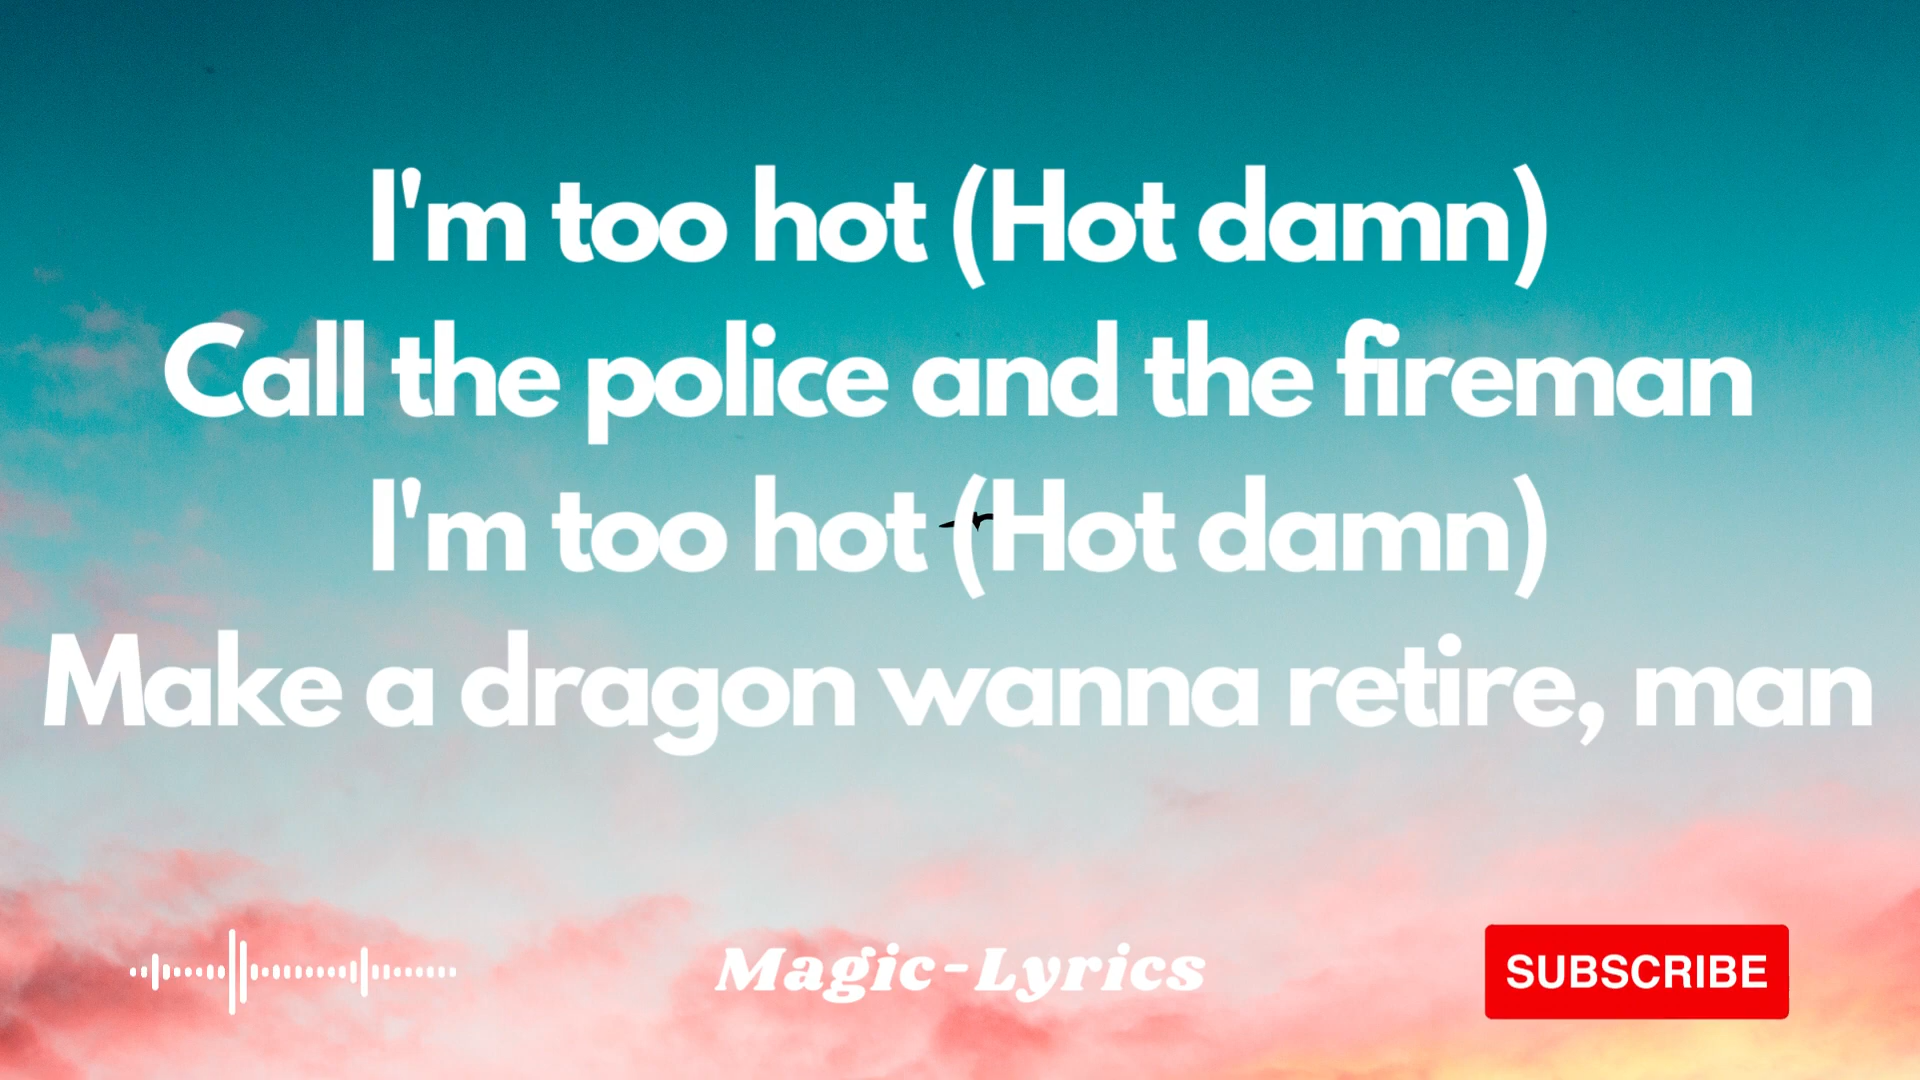 I'm too hot (Hot damn)
Call the police and the fireman
I'm too hot (Hot damn)
Make a dragon wanna retire, man
Magic-Lyrics
SUBSCRIBE